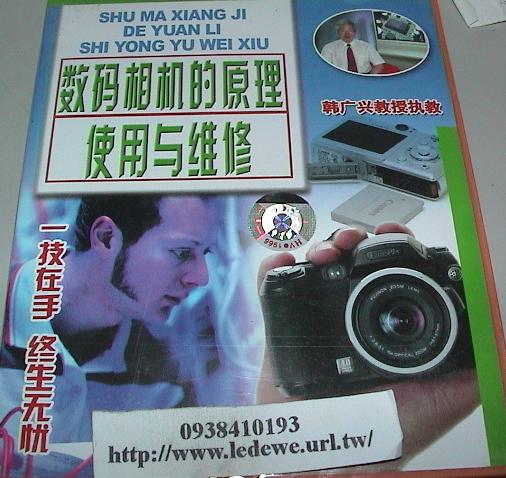 SHU MA XIANG JI
DE YUAN LI
SHI YONG YU WEI XIU
数码相机的原理
使用与维修
韩广兴教授执教
一技在手 终生无忧
0938410193
http://www.ledewe.url.tw/